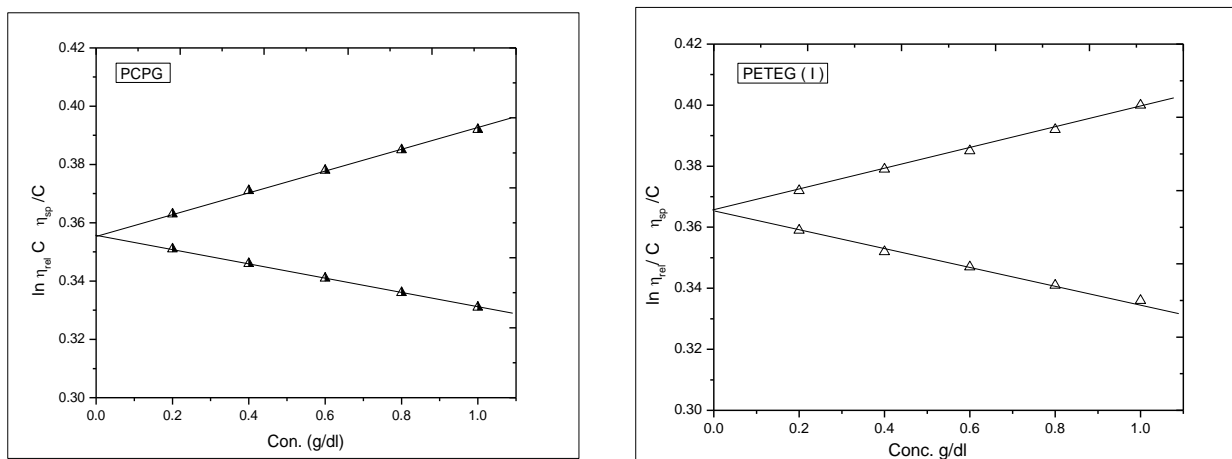 PCPG
0.42
0.40
0.38
0.36
0.34
0.32
0.30
ln η_rel C η_sp /C
0.0 0.2 0.4 0.6 0.8 1.0
Con. (g/dl)
PETEG ( I )
0.42
0.40
0.38
0.36
0.34
0.32
0.30
ln η_rel/ C η_sp /C
0.0 0.2 0.4 0.6 0.8 1.0
Conc. g/dl